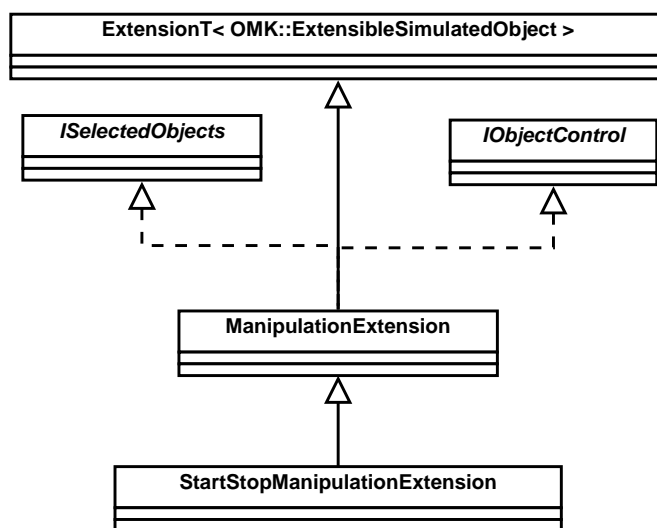 ExtensionT< OMK::ExtensibleSimulatedObject >
ISelectedObjects
IObjectControl
ManipulationExtension
StartStopManipulationExtension